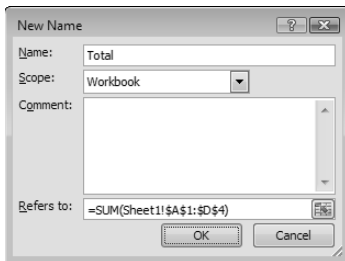 New Name
Name: Total
Scope: Workbook
Comment:
Refers to: =SUM(Sheet1!$A$1:$D$4)
OK Cancel